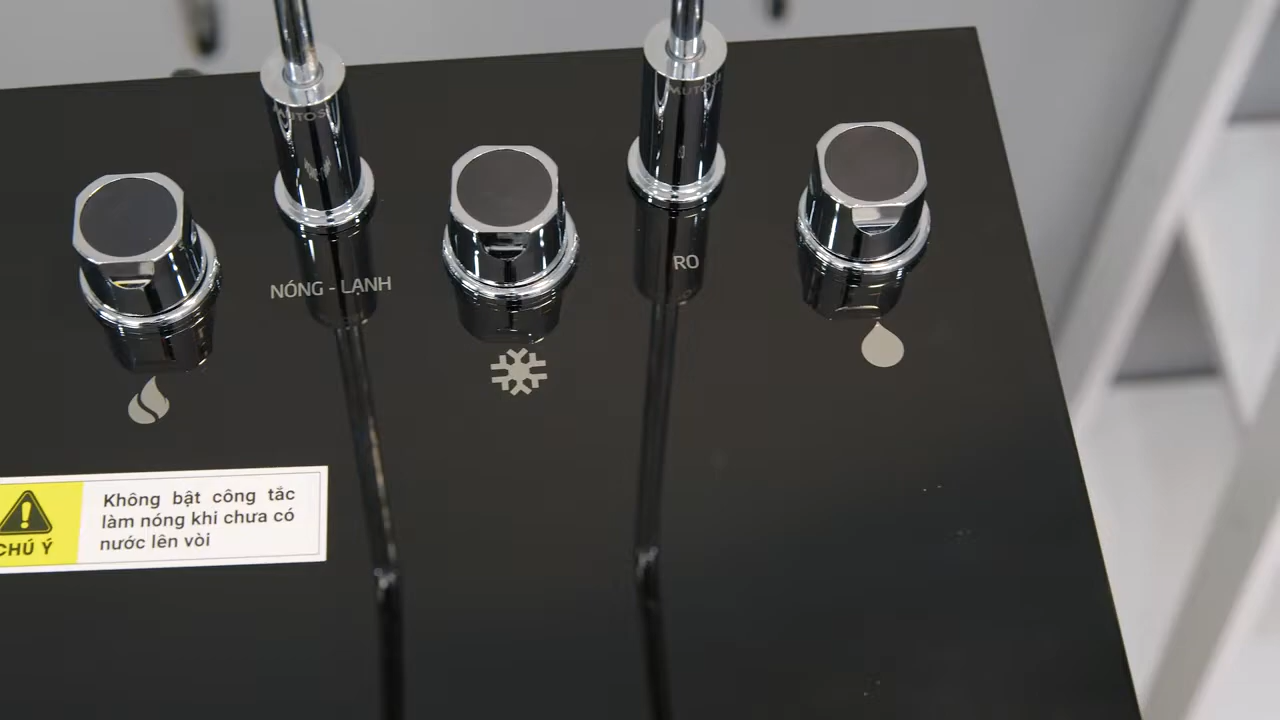 NÓNG - LẠNH
RO
CHÚ Ý
Không bật công tắc
làm nóng khi chưa có
nước lên vòi